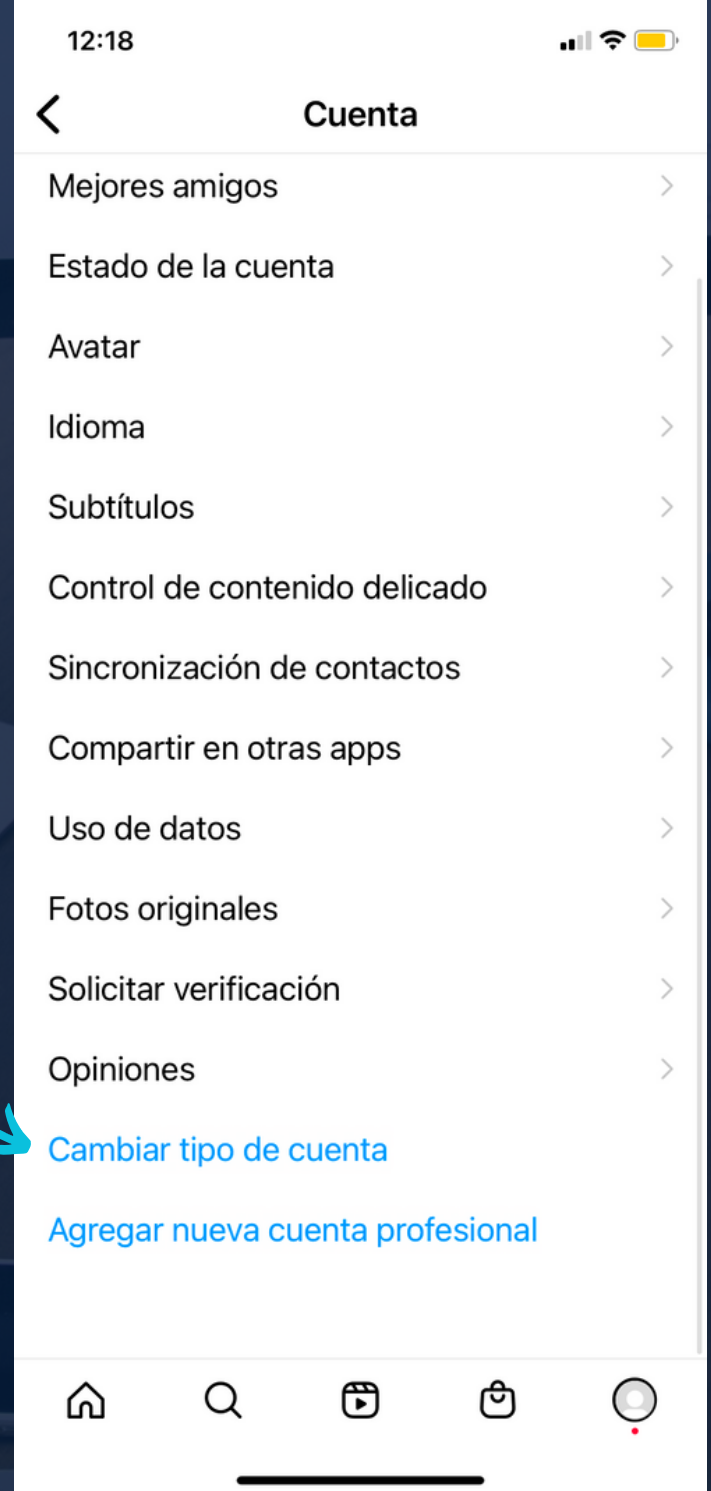 12:18
Cuenta
Mejores amigos
Estado de la cuenta
Avatar
Idioma
Subtítulos
Control de contenido delicado
Sincronización de contactos
Compartir en otras apps
Uso de datos
Fotos originales
Solicitar verificación
Opiniones
Cambiar tipo de cuenta
Agregar nueva cuenta profesional